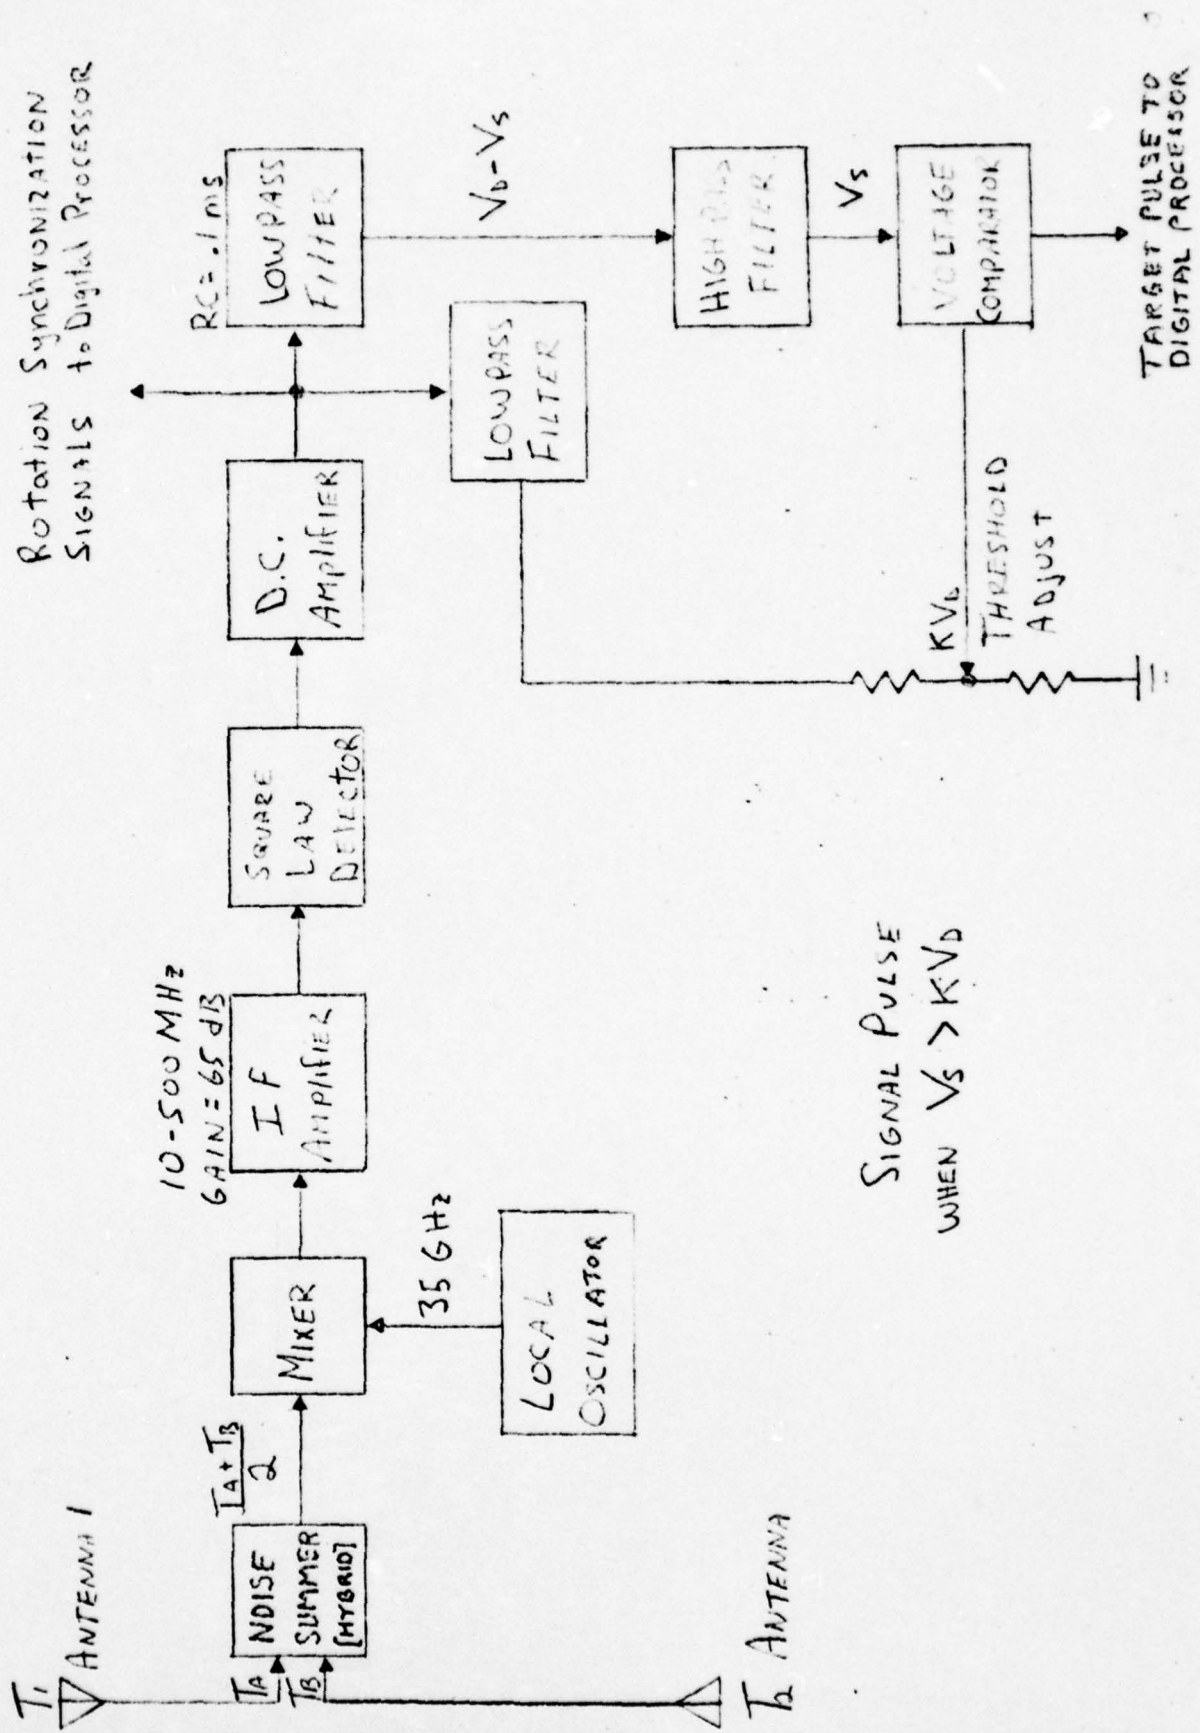 Rotation Synchronization
SIGNALS to Digital Processor
T1
ANTENNA 1
TA
TB
NOISE
SUMMER
[HYBRID]
TA + TB
2
MIXER
35 GHz
LOCAL
OSCILLATOR
10-500 MHz
GAIN = 65 dB
IF
AMPLIFIER
SQUARE
LAW
DETECTOR
D.C.
AMPLIFIER
RC = .1 ms
LOWPASS
FILTER
LOWPASS
FILTER
VD-VS
HIGH PASS
FILTER
VS
VOLTAGE
COMPARATOR
KVD
THRESHOLD
ADJUST
TARGET PULSE TO
DIGITAL PROCESSOR
T2 ANTENNA
SIGNAL PULSE
WHEN VS > KVD